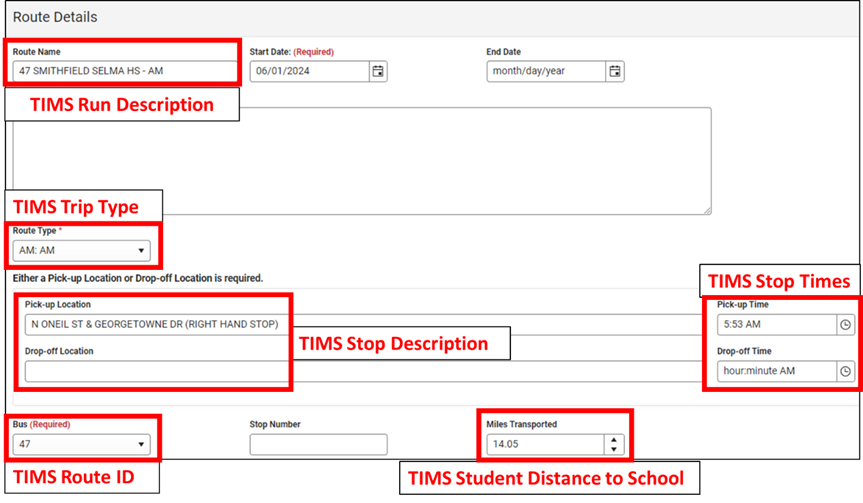 Route Details
Route Name
Start Date: (Required)
End Date
47 SMITHFIELD SELMA HS - AM
06/01/2024
month/day/year
TIMS Run Description
TIMS Trip Type
Route Type *
AM: AM
Either a Pick-up Location or Drop-off Location is required.
TIMS Stop Times
Pick-up Location
Pick-up Time
N ONEIL ST & GEORGETOWNE DR (RIGHT HAND STOP)
5:53 AM
TIMS Stop Description
Drop-off Location
Drop-off Time
hour:minute AM
Bus (Required)
Stop Number
Miles Transported
47
14.05
TIMS Route ID
TIMS Student Distance to School